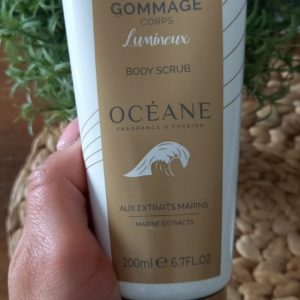 GOMMAGE
CORPS
Lumineux
BODY SCRUB
OCÉANE
FRAGRANCE D'EVASION
AUX EXTRAITS MARINS
MARINE EXTRACTS
200ml e 6.7FL.OZ